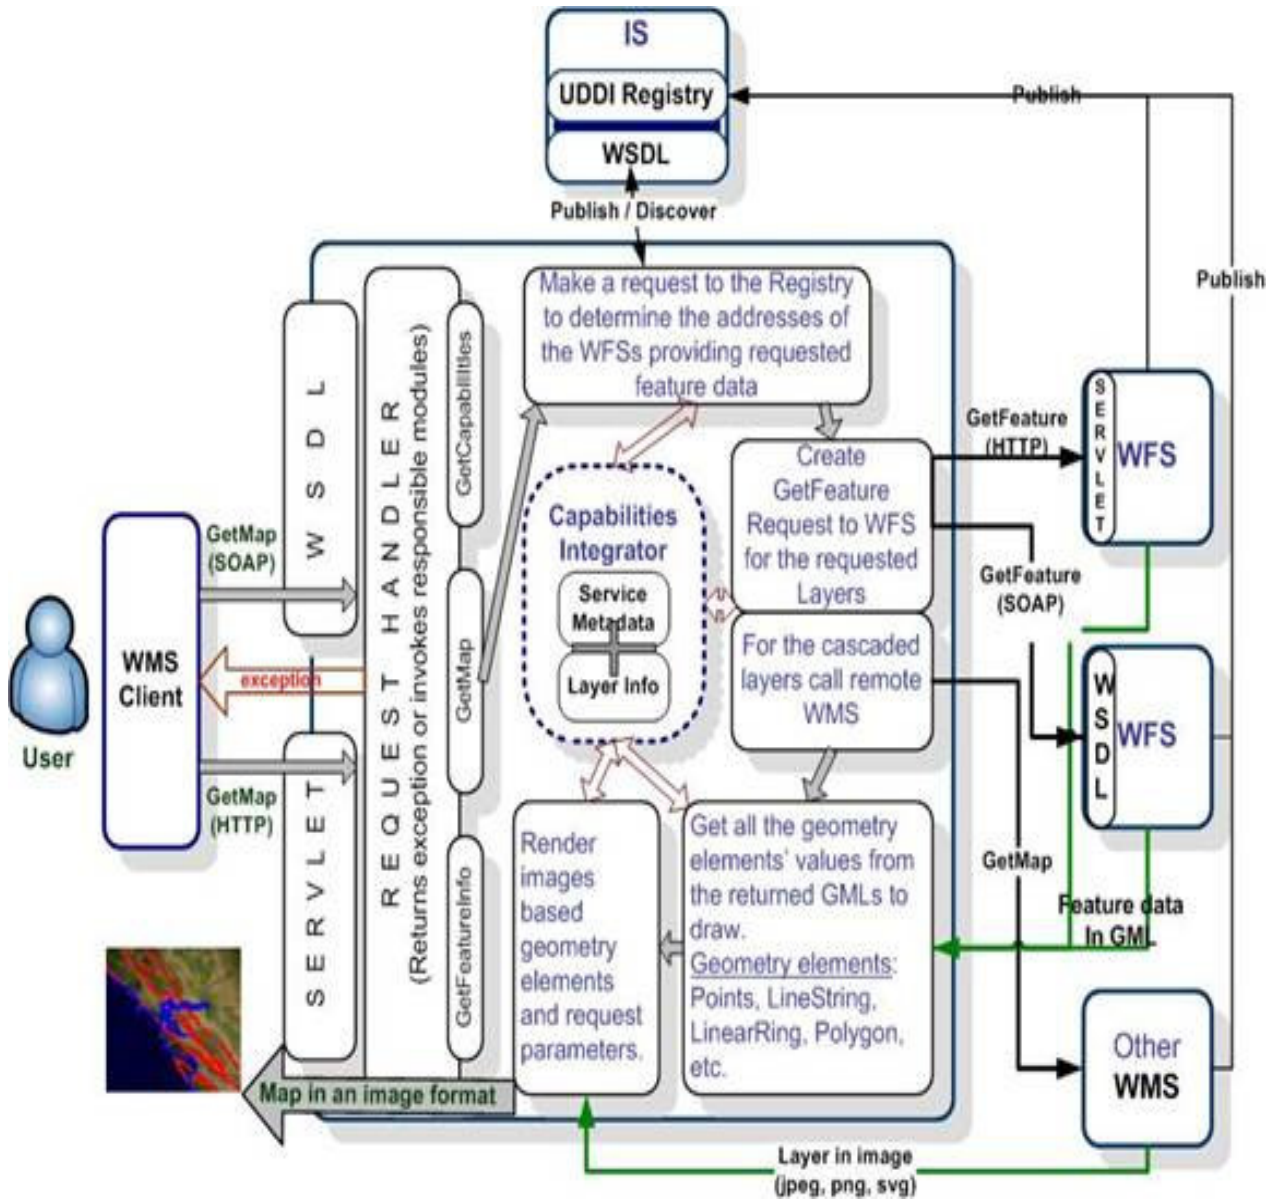 IS
UDDI Registry
WSDL
Publish
Publish / Discover
Publish
Make a request to the Registry
to determine the addresses of
the WFSs providing requested
feature data
W S D L
REQUEST HANDLER
(Returns exception or invokes responsible modules)
GetCapabilities
GetMap
GetFeatureInfo
SERVLET
GetMap
(SOAP)
WMS
Client
exception
User
GetMap
(HTTP)
Capabilities
Integrator
Service
Metadata
Layer Info
Create
GetFeature
Request to WFS
for the requested
Layers
For the cascaded
layers call remote
WMS
GetFeature
(HTTP)
SERVLET
WFS
GetFeature
(SOAP)
WSDL
WFS
GetMap
Feature data
In GML
Render
images
based
geometry
elements
and request
parameters.
Get all the geometry
elements' values from
the returned GMLs to
draw.
Geometry elements:
Points, LineString,
LinearRing, Polygon,
etc.
Other
WMS
Map in an image format
Layer in image
(jpeg, png, svg)